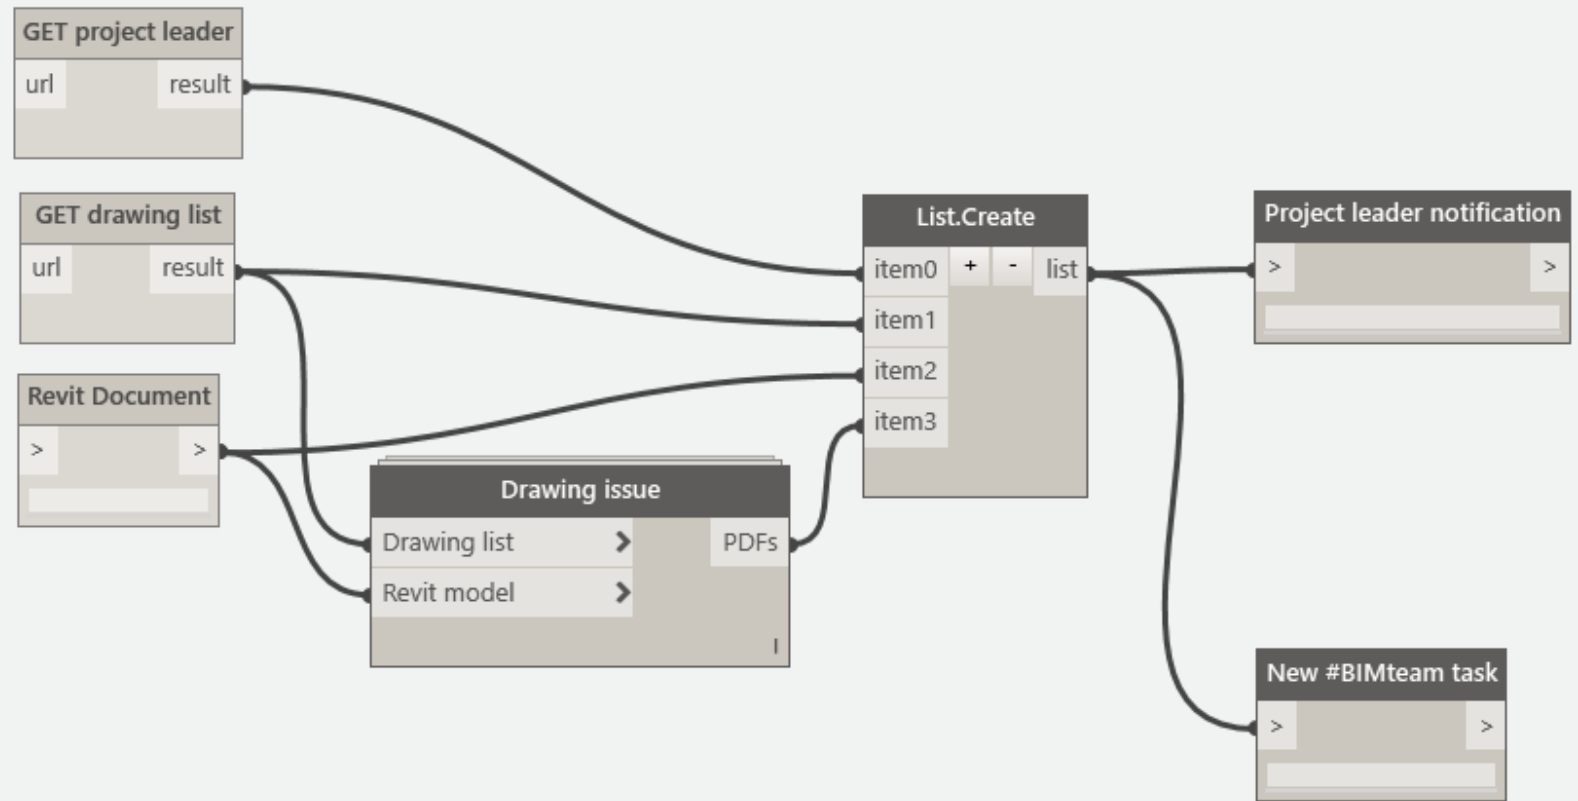 GET project leader
url result
GET drawing list
url result
Revit Document
> >
Drawing issue
Drawing list PDFs
Revit model
I
List.Create
item0 + - list
item1
item2
item3
Project leader notification
> >
New #BIMteam task
> >